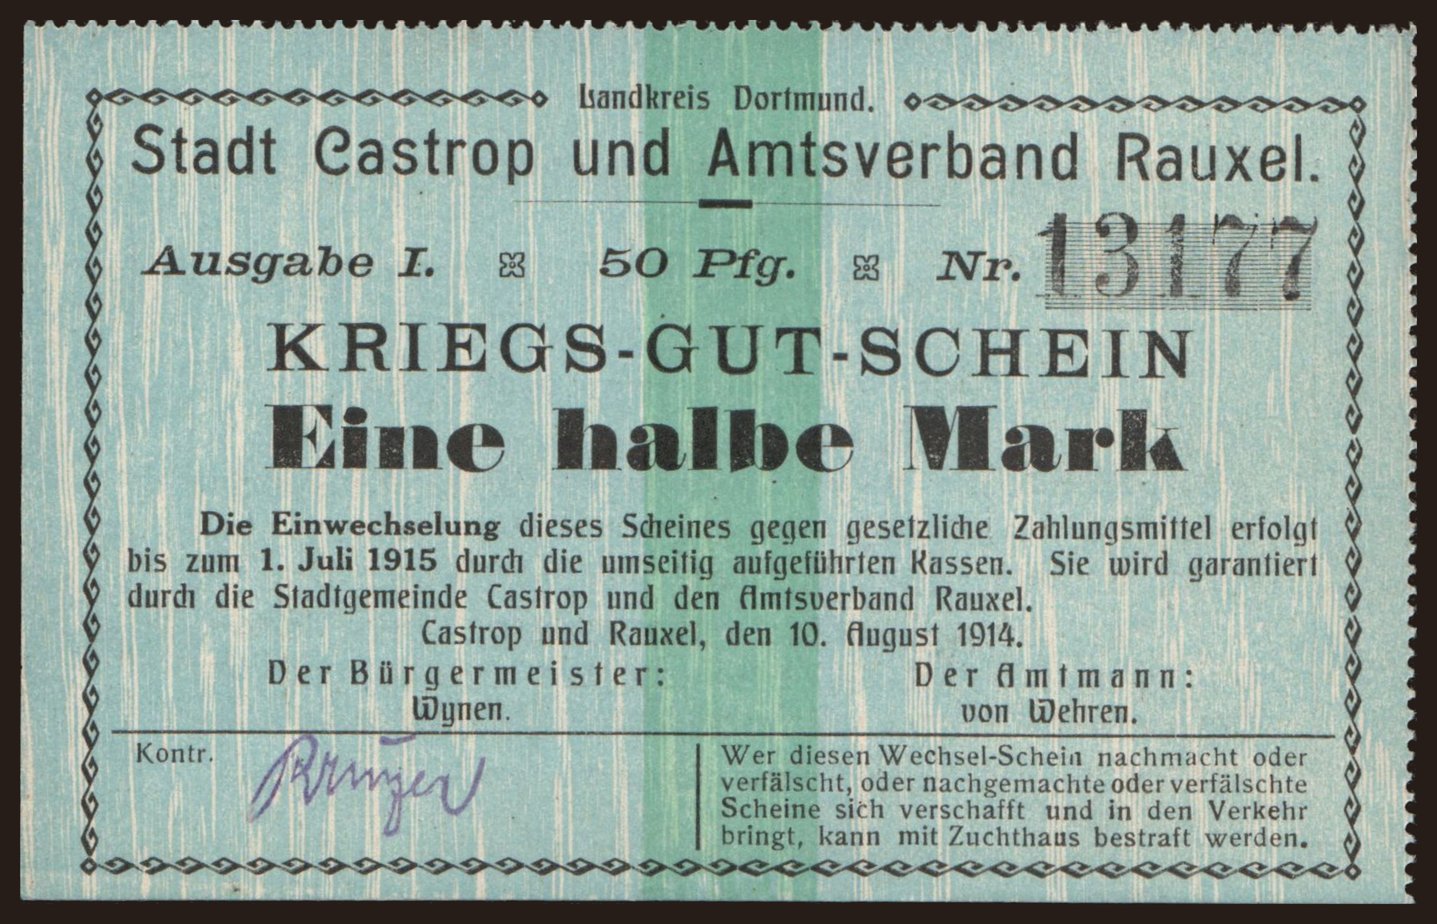 Landkreis Dortmund.
Stadt Castrop und Amtsverband Rauxel.
Ausgabe I. 50 Pfg. Nr. 13177
KRIEGS-GUT-SCHEIN
Eine halbe Mark
Die Einwechselung dieses Scheines gegen gesetzliche Zahlungsmittel erfolgt
bis zum 1. Juli 1915 durch die umseitig aufgeführten Kassen. Sie wird garantiert
durch die Stadtgemeinde Castrop und den Amtsverband Rauxel.
Castrop und Rauxel, den 10. August 1914.
Der Bürgermeister: Der Amtmann:
Wynen. von Wehren.
Kontr.
Wer diesen Wechsel-Schein nachmacht oder
verfälscht, oder nachgemachte oder verfälschte
Scheine sich verschafft und in den Verkehr
bringt, kann mit Zuchthaus bestraft werden.